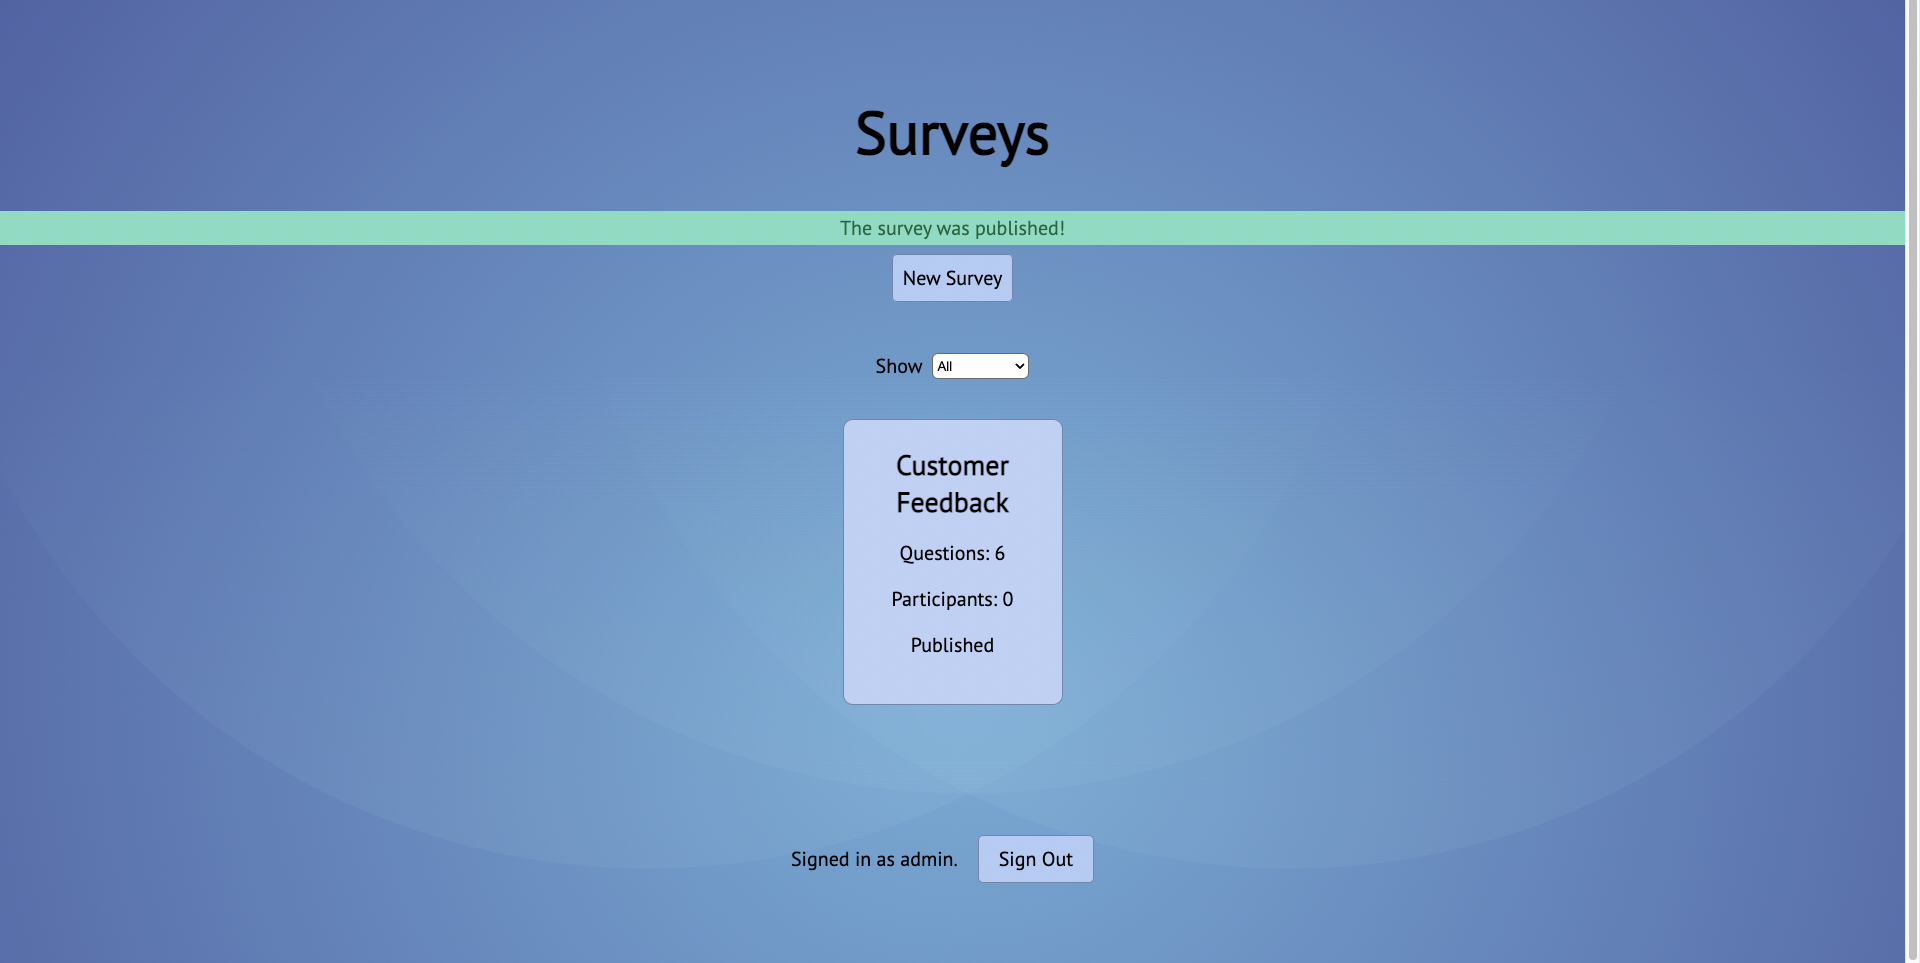 Surveys
The survey was published!
New Survey
Show All
Customer
Feedback
Questions: 6
Participants: 0
Published
Signed in as admin. Sign Out